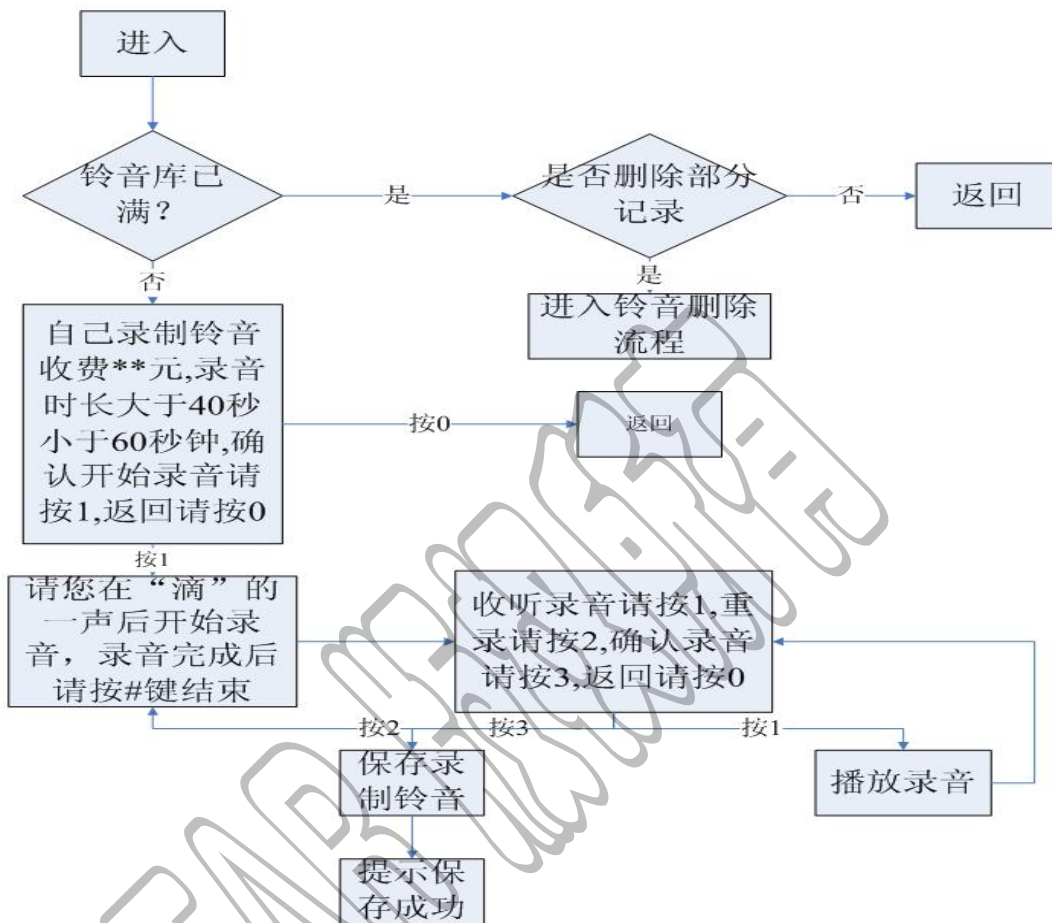 进入
铃音库已
满？
是
是否删除部分
记录
否
返回
否
是
进入铃音删除
流程
自己录制铃音
收费**元,录音
时长大于40秒
小于60秒钟,确
认开始录音请
按1,返回请按0
按0
返回
按1
请您在“滴”的
一声后开始录
音，录音完成后
请按#键结束
收听录音请按1,重
录请按2,确认录音
请按3,返回请按0
按2
按3
按1
保存录
制铃音
播放录音
提示保
存成功